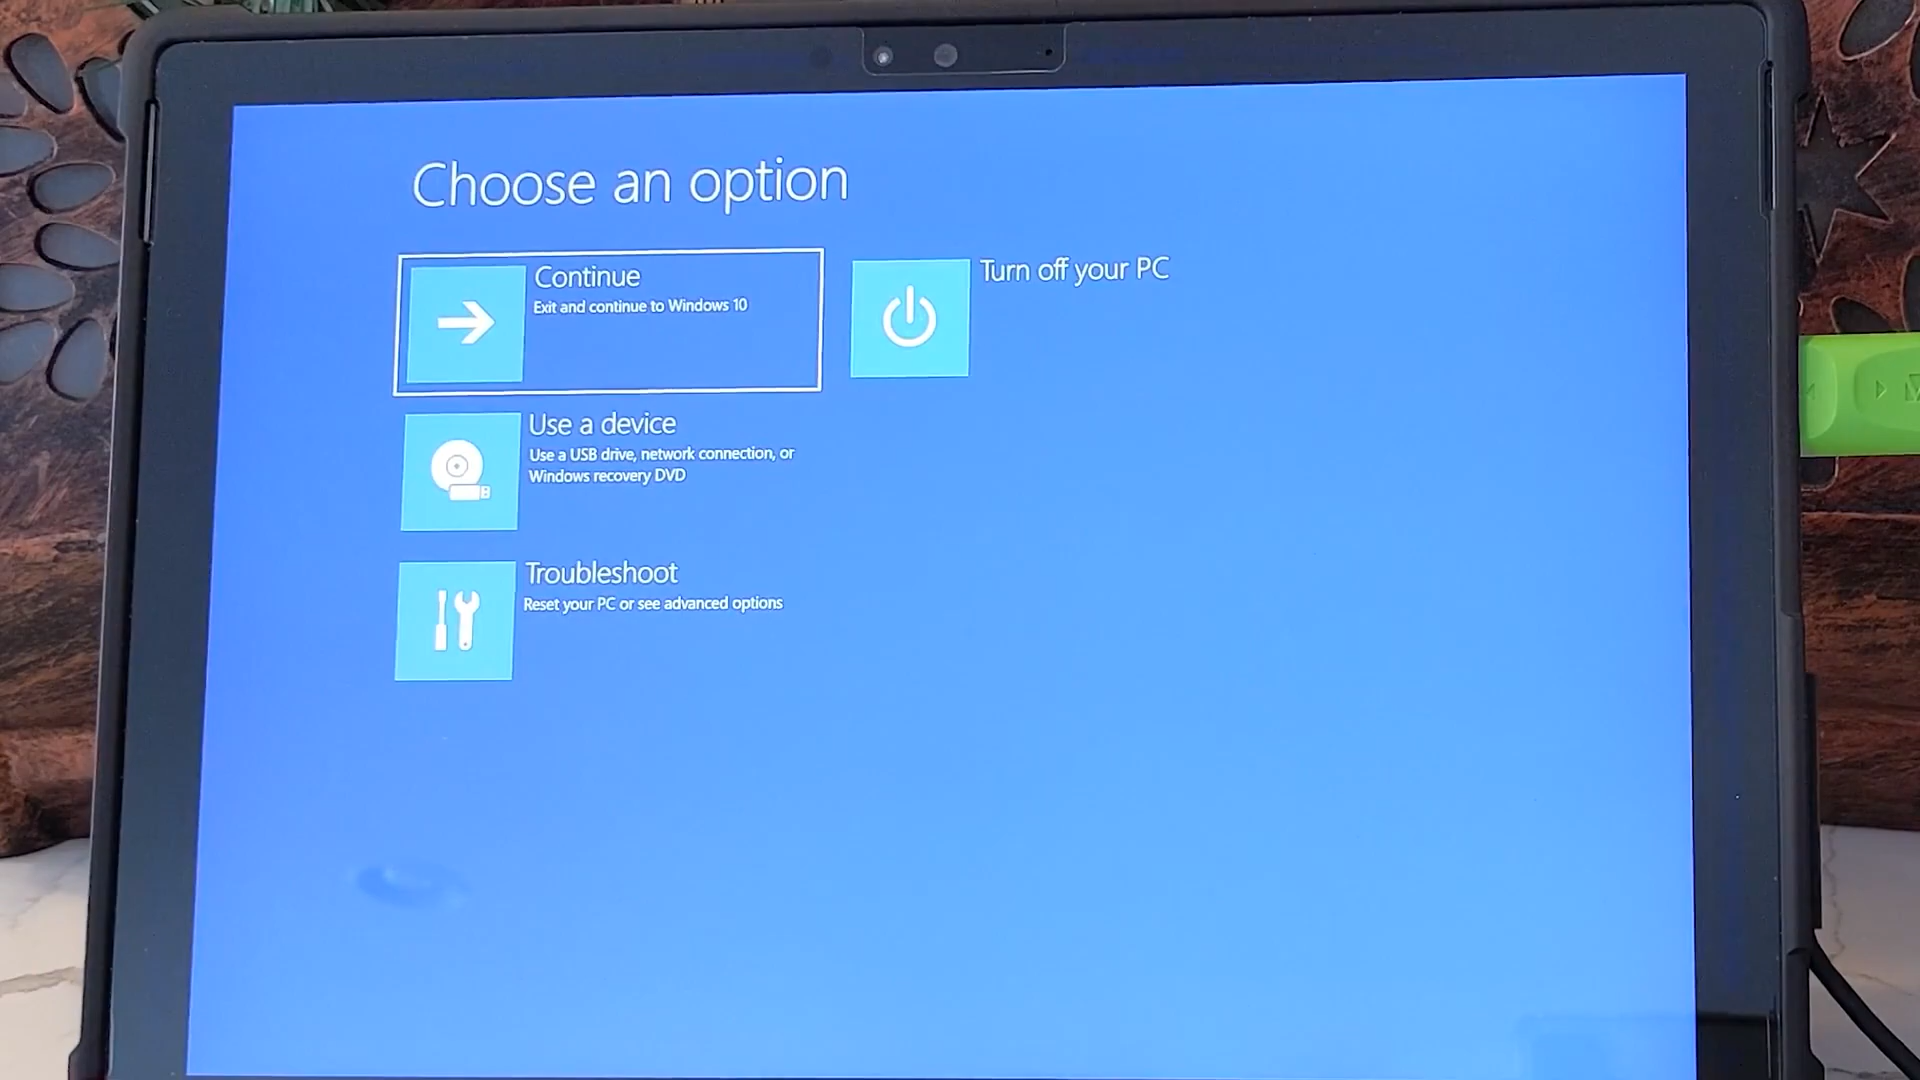 Choose an option
Continue
Exit and continue to Windows 10
Turn off your PC
Use a device
Use a USB drive, network connection, or
Windows recovery DVD
Troubleshoot
Reset your PC or see advanced options